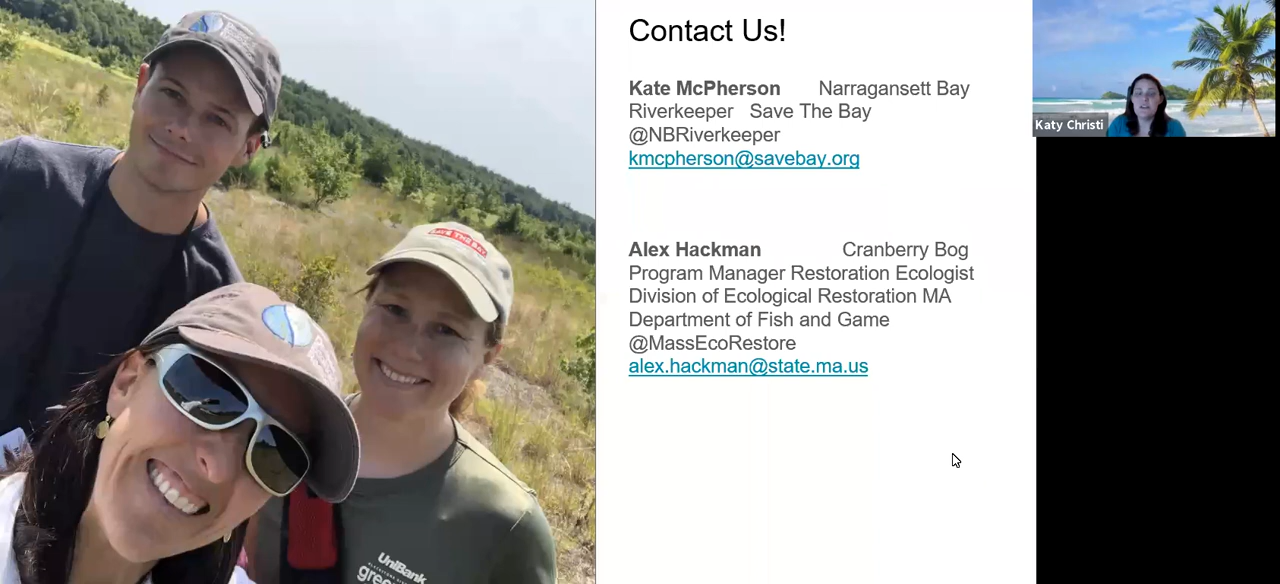 Contact Us!
Kate McPherson Narragansett Bay
Riverkeeper Save The Bay
@NBRiverkeeper
kmcpherson@savebay.org
Alex Hackman Cranberry Bog
Program Manager Restoration Ecologist
Division of Ecological Restoration MA
Department of Fish and Game
@MassEcoRestore
alex.hackman@state.ma.us
Katy Christi
SAVE THE BAY
UniBank
gree